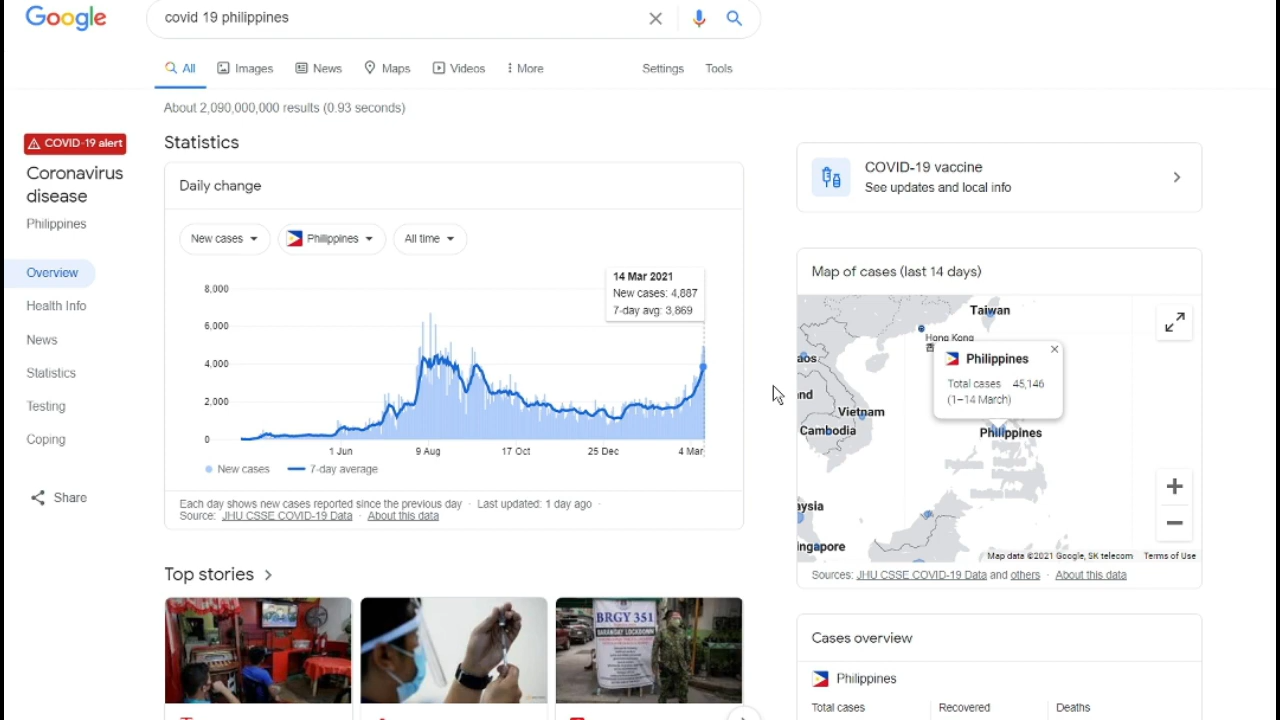 Google
covid 19 philippines
All
Images
News
Maps
Videos
More
Settings
Tools
About 2,090,000,000 results (0.93 seconds)
COVID-19 alert
Coronavirus
disease
Philippines
Overview
Health Info
News
Statistics
Testing
Coping
Share
Statistics
Daily change
New cases
Philippines
All time
14 Mar 2021
New cases: 4,887
7-day avg: 3,869
8,000
6,000
4,000
2,000
0
1 Jun
9 Aug
17 Oct
25 Dec
4 Mar
New cases
7-day average
Each day shows new cases reported since the previous day · Last updated: 1 day ago ·
Source: JHU CSSE COVID-19 Data · About this data
Top stories
BRGY 351
BARANGAY LOCKDOWN
COVID-19 vaccine
See updates and local info
Map of cases (last 14 days)
Taiwan
Hong Kong
aos
Philippines
Total cases 45,146
(1–14 March)
nd
Vietnam
Cambodia
Philippines
aysia
ingapore
Map data ©2021 Google, SK telecom
Terms of Use
Sources: JHU CSSE COVID-19 Data and others · About this data
Cases overview
Philippines
Total cases
Recovered
Deaths